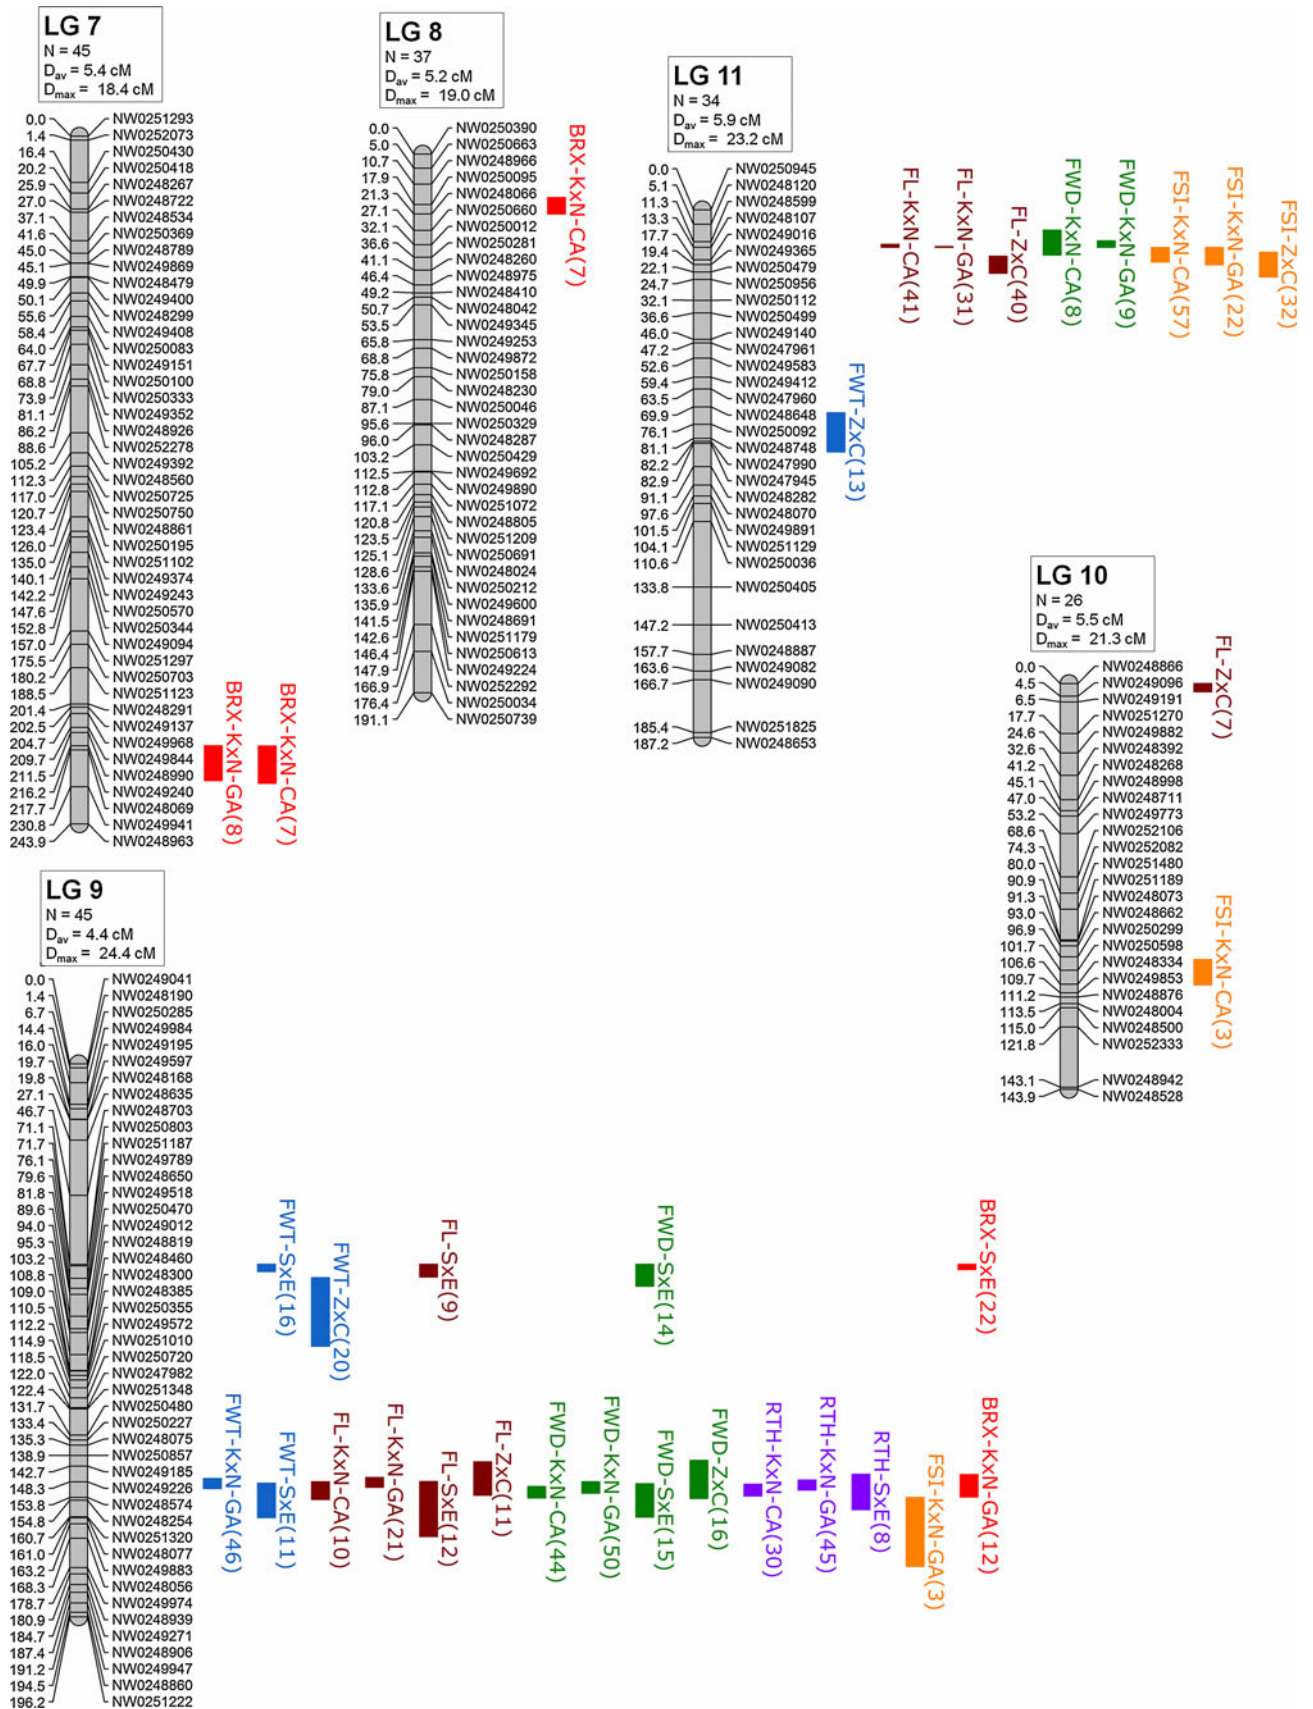 LG 7
N = 45
Dav = 5.4 cM
Dmax = 18.4 cM
0.0 NW0251293
1.4 NW0252073
16.4 NW0250430
20.2 NW0250418
25.9 NW0248267
27.0 NW0248722
37.1 NW0248534
41.6 NW0250369
45.0 NW0248789
45.1 NW0249869
49.9 NW0248479
50.1 NW0249400
55.6 NW0248299
58.4 NW0249408
64.0 NW0250083
67.7 NW0249151
68.8 NW0250100
73.9 NW0250333
81.1 NW0249352
86.2 NW0248926
88.6 NW0252278
105.2 NW0249392
112.3 NW0248560
117.0 NW0250725
120.7 NW0250750
123.4 NW0248861
126.0 NW0250195
135.0 NW0251102
140.1 NW0249374
142.2 NW0249243
147.6 NW0250570
152.8 NW0250344
157.0 NW0249094
175.5 NW0251297
180.2 NW0250703
188.5 NW0251123
201.4 NW0248291
202.5 NW0249137
204.7 NW0249968
209.7 NW0249844
211.5 NW0248990
216.2 NW0249240
217.7 NW0248069
230.8 NW0249941
243.9 NW0248963
BRX-KxN-GA(8)
BRX-KxN-CA(7)
LG 8
N = 37
Dav = 5.2 cM
Dmax = 19.0 cM
0.0 NW0250390
5.0 NW0250663
10.7 NW0248966
17.9 NW0250095
21.3 NW0248066
27.1 NW0250660
32.1 NW0250012
36.6 NW0250281
41.1 NW0248260
46.4 NW0248975
49.2 NW0248410
50.7 NW0248042
53.5 NW0249345
65.8 NW0249253
68.8 NW0249872
75.8 NW0250158
79.0 NW0248230
87.1 NW0250046
95.6 NW0250329
96.0 NW0248287
103.2 NW0250429
112.5 NW0249692
112.8 NW0249890
117.1 NW0251072
120.8 NW0248805
123.5 NW0251209
125.1 NW0250691
128.6 NW0248024
133.6 NW0250212
135.9 NW0249600
141.5 NW0248691
142.6 NW0251179
146.4 NW0250613
147.9 NW0249224
166.9 NW0252292
176.4 NW0250034
191.1 NW0250739
BRX-KxN-CA(7)
LG 11
N = 34
Dav = 5.9 cM
Dmax = 23.2 cM
0.0 NW0250945
5.1 NW0248120
11.3 NW0248599
13.3 NW0248107
17.7 NW0249016
19.4 NW0249365
22.1 NW0250479
24.7 NW0250956
32.1 NW0250112
36.6 NW0250499
46.0 NW0249140
47.2 NW0247961
52.6 NW0249583
59.4 NW0249412
63.5 NW0247960
69.9 NW0248648
76.1 NW0250092
81.1 NW0248748
82.2 NW0247990
82.9 NW0247945
91.1 NW0248282
97.6 NW0248070
101.5 NW0249891
104.1 NW0251129
110.6 NW0250036
133.8 NW0250405
147.2 NW0250413
157.7 NW0248887
163.6 NW0249082
166.7 NW0249090
185.4 NW0251825
187.2 NW0248653
FWT-ZxC(13)
FL-KxN-CA(41)
FL-KxN-GA(31)
FL-ZxC(40)
FWD-KxN-CA(8)
FWD-KxN-GA(9)
FSI-KxN-CA(57)
FSI-KxN-GA(22)
FSI-ZxC(32)
LG 10
N = 26
Dav = 5.5 cM
Dmax = 21.3 cM
0.0 NW0248866
4.5 NW0249096
6.5 NW0249191
17.7 NW0251270
24.6 NW0249882
32.6 NW0248392
41.2 NW0248268
45.1 NW0248998
47.0 NW0248711
53.2 NW0249773
68.6 NW0252106
74.3 NW0252082
80.0 NW0251480
90.9 NW0251189
91.3 NW0248073
93.0 NW0248662
96.9 NW0250299
101.7 NW0250598
106.6 NW0248334
109.7 NW0249853
111.2 NW0248876
113.5 NW0248004
115.0 NW0248500
121.8 NW0252333
143.1 NW0248942
143.9 NW0248528
FL-ZxC(7)
FSI-KxN-CA(3)
LG 9
N = 45
Dav = 4.4 cM
Dmax = 24.4 cM
0.0 NW0249041
1.4 NW0248190
6.7 NW0250285
14.4 NW0249984
16.0 NW0249195
19.7 NW0249597
19.8 NW0248168
27.1 NW0248635
46.7 NW0248703
71.1 NW0250803
71.7 NW0251187
76.1 NW0249789
79.6 NW0248650
81.8 NW0249518
89.6 NW0250470
94.0 NW0249012
95.3 NW0248819
103.2 NW0248460
108.8 NW0248300
109.0 NW0248385
110.5 NW0250355
112.2 NW0249572
114.9 NW0251010
118.5 NW0250720
122.0 NW0247982
122.4 NW0251348
131.7 NW0250480
133.4 NW0250227
135.3 NW0248075
138.9 NW0250857
142.7 NW0249185
148.3 NW0249226
153.8 NW0248574
154.8 NW0248254
160.7 NW0251320
161.0 NW0248077
163.2 NW0249883
168.3 NW0248056
178.7 NW0249974
180.9 NW0248939
184.7 NW0249271
187.4 NW0248906
191.2 NW0249947
194.5 NW0248860
196.2 NW0251222
FWT-SxE(16)
FWT-ZxC(20)
FL-SxE(9)
FWD-SxE(14)
BRX-SxE(22)
FWT-KxN-GA(46)
FWT-SxE(11)
FL-KxN-CA(10)
FL-KxN-GA(21)
FL-SxE(12)
FL-ZxC(11)
FWD-KxN-CA(44)
FWD-KxN-GA(50)
FWD-SxE(15)
FWD-ZxC(16)
RTH-KxN-CA(30)
RTH-KxN-GA(45)
RTH-SxE(8)
FSI-KxN-GA(3)
BRX-KxN-GA(12)